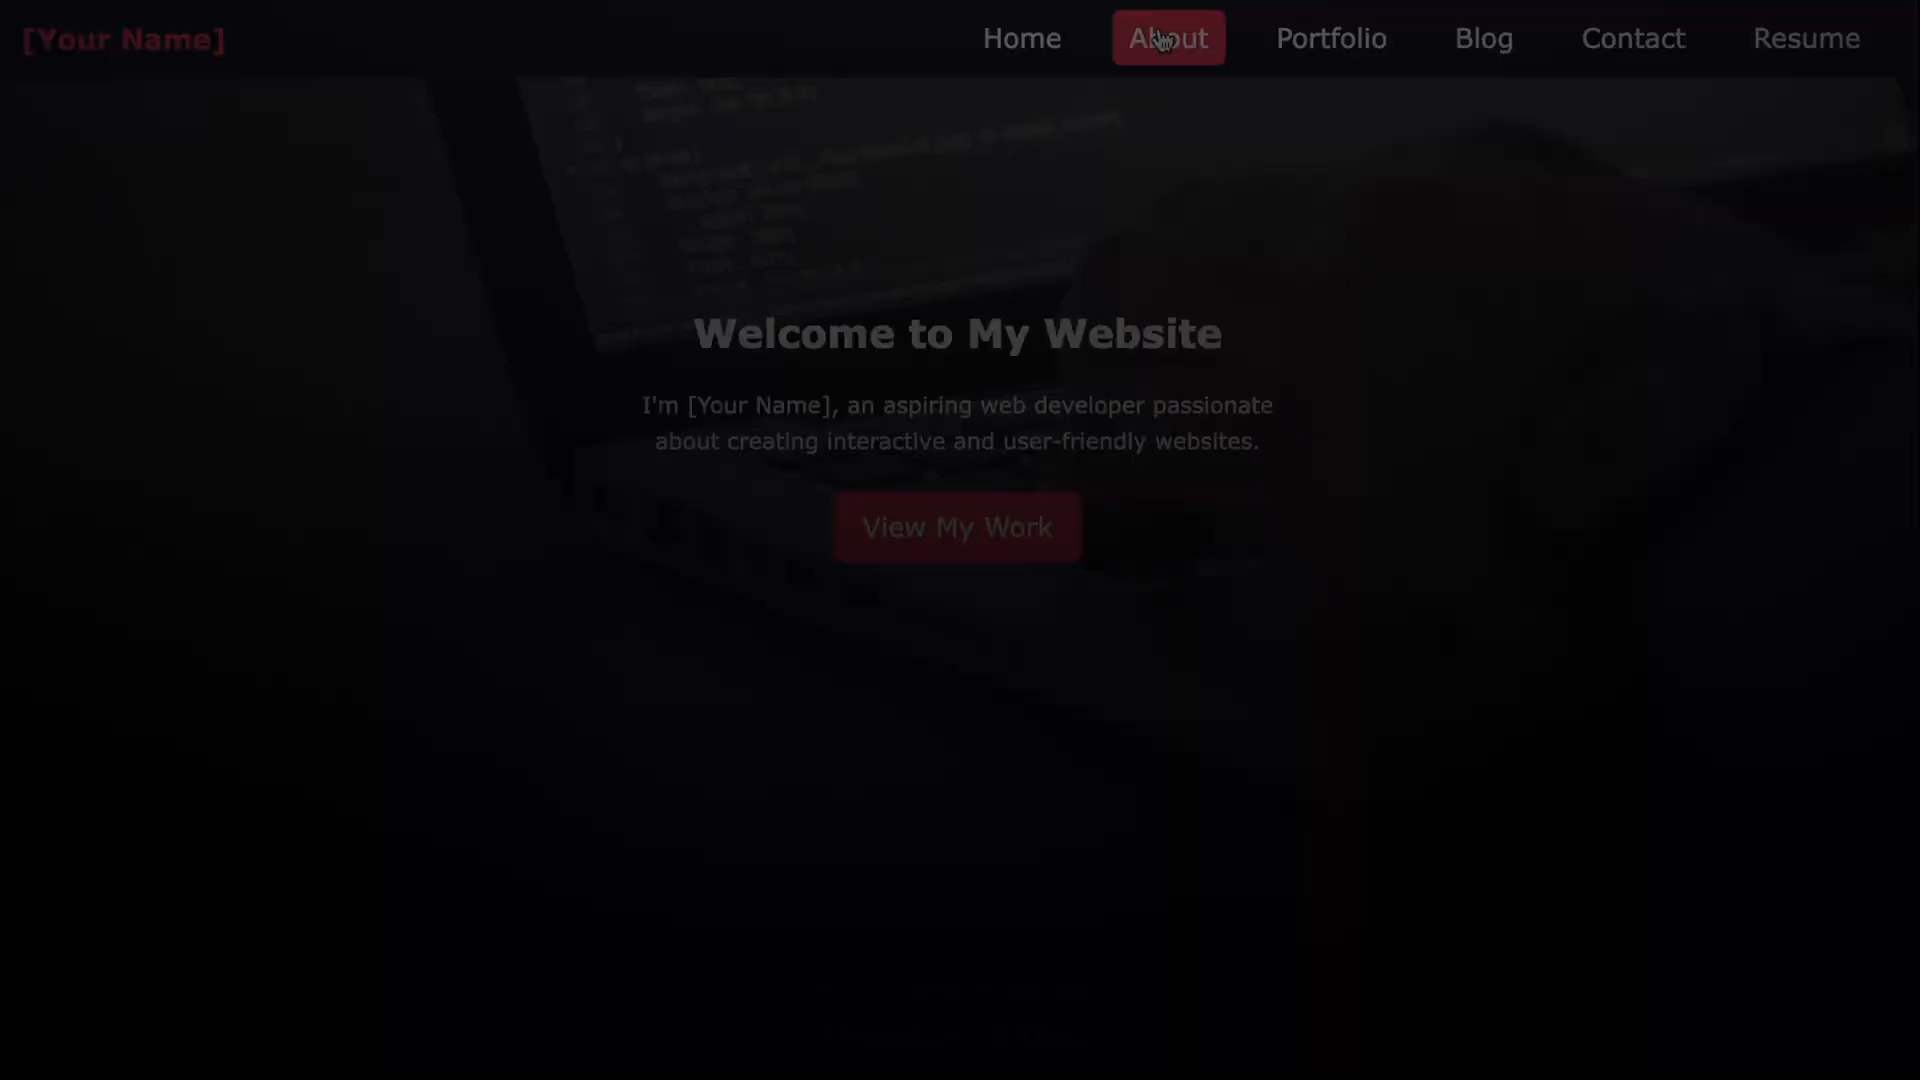 [Your Name]
Home
About
Portfolio
Blog
Contact
Resume
Welcome to My Website
I'm [Your Name], an aspiring web developer passionate
about creating interactive and user-friendly websites.
View My Work